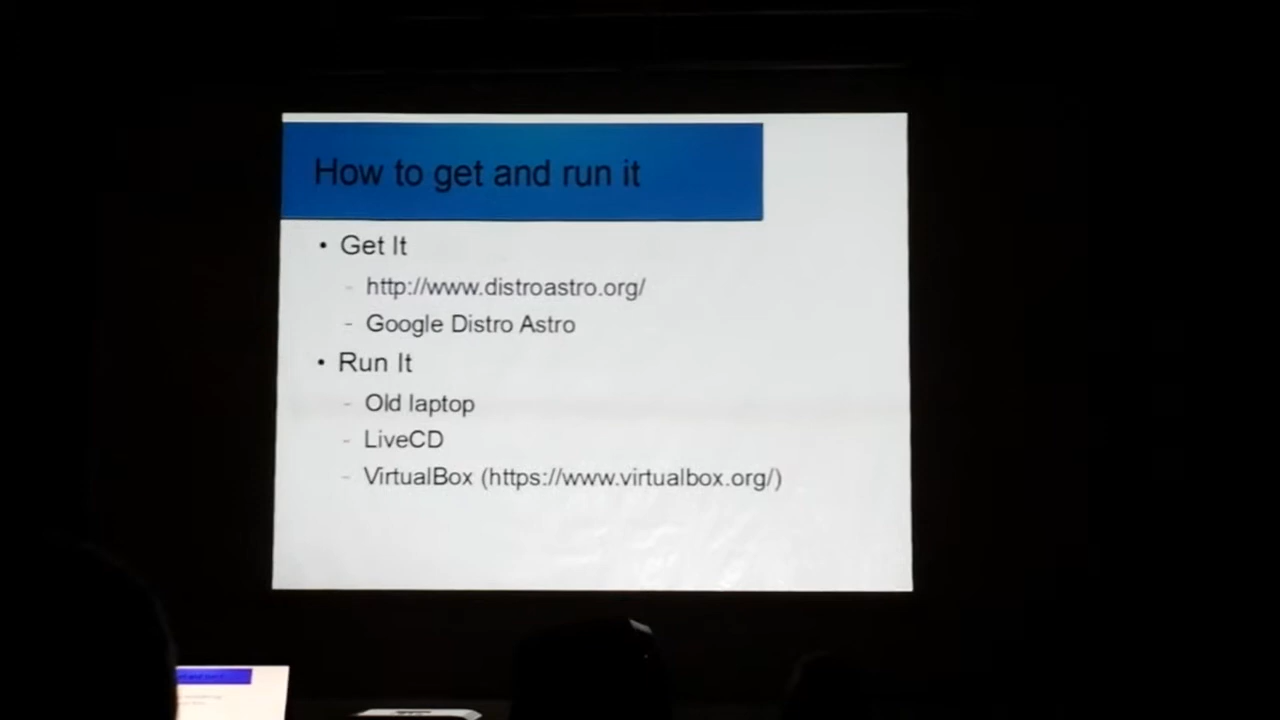 How to get and run it
• Get It
- http://www.distroastro.org/
- Google Distro Astro
• Run It
- Old laptop
- LiveCD
- VirtualBox (https://www.virtualbox.org/)